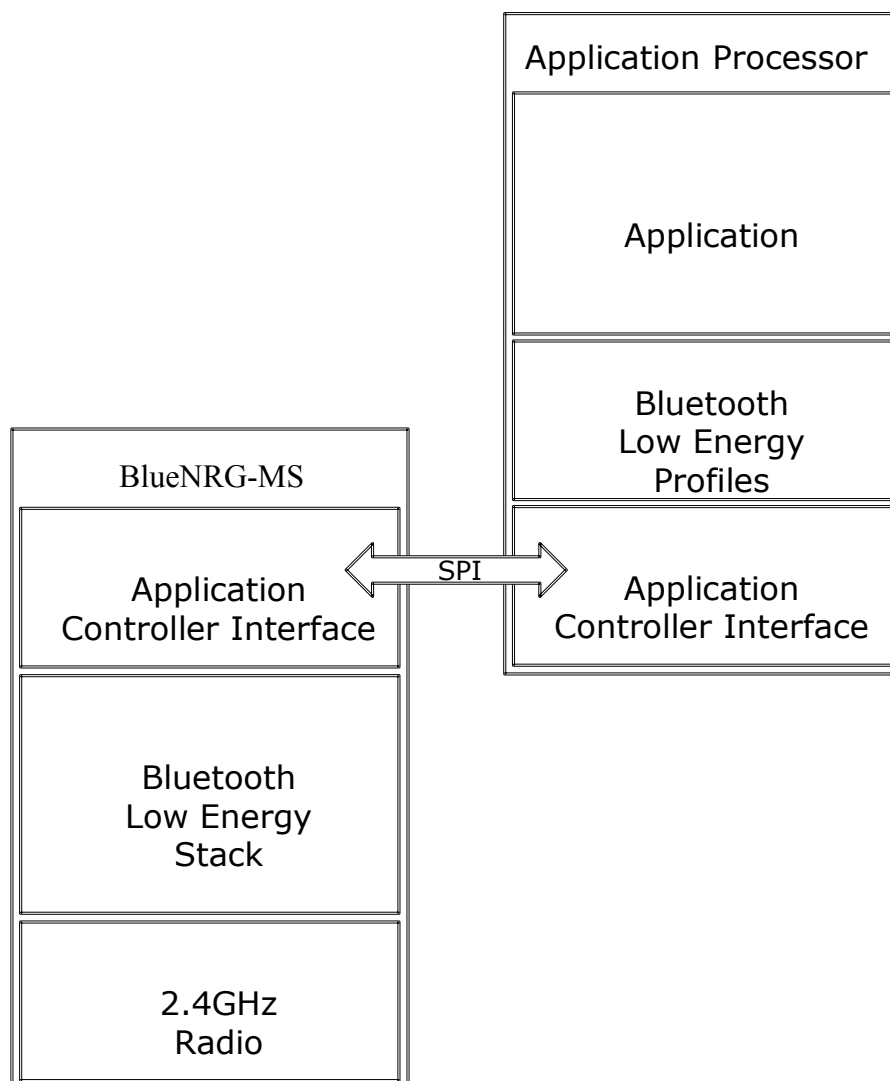 Application Processor
Application
Bluetooth
Low Energy
Profiles
Application
Controller Interface
SPI
BlueNRG-MS
Application
Controller Interface
Bluetooth
Low Energy
Stack
2.4GHz
Radio